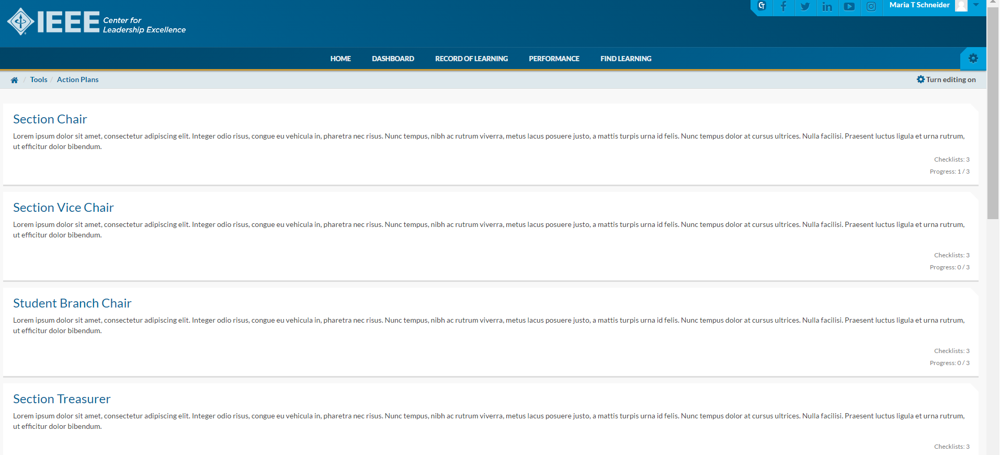 IEEE Center for
Leadership Excellence
Maria T Schneider
HOME DASHBOARD RECORD OF LEARNING PERFORMANCE FIND LEARNING
/ Tools / Action Plans
Turn editing on
Section Chair
Lorem ipsum dolor sit amet, consectetur adipiscing elit. Integer odio risus, congue eu vehicula in, pharetra nec risus. Nunc tempus, nibh ac rutrum viverra, metus lacus posuere justo, a mattis turpis urna id felis. Nunc tempus dolor at cursus ultrices. Nulla facilisi. Praesent luctus ligula et urna rutrum,
ut efficitur dolor bibendum.
Checklists: 3
Progress: 1 / 3
Section Vice Chair
Lorem ipsum dolor sit amet, consectetur adipiscing elit. Integer odio risus, congue eu vehicula in, pharetra nec risus. Nunc tempus, nibh ac rutrum viverra, metus lacus posuere justo, a mattis turpis urna id felis. Nunc tempus dolor at cursus ultrices. Nulla facilisi. Praesent luctus ligula et urna rutrum,
ut efficitur dolor bibendum.
Checklists: 3
Progress: 0 / 3
Student Branch Chair
Lorem ipsum dolor sit amet, consectetur adipiscing elit. Integer odio risus, congue eu vehicula in, pharetra nec risus. Nunc tempus, nibh ac rutrum viverra, metus lacus posuere justo, a mattis turpis urna id felis. Nunc tempus dolor at cursus ultrices. Nulla facilisi. Praesent luctus ligula et urna rutrum,
ut efficitur dolor bibendum.
Checklists: 3
Progress: 0 / 3
Section Treasurer
Lorem ipsum dolor sit amet, consectetur adipiscing elit. Integer odio risus, congue eu vehicula in, pharetra nec risus. Nunc tempus, nibh ac rutrum viverra, metus lacus posuere justo, a mattis turpis urna id felis. Nunc tempus dolor at cursus ultrices. Nulla facilisi. Praesent luctus ligula et urna rutrum,
ut efficitur dolor bibendum.
Checklists: 3